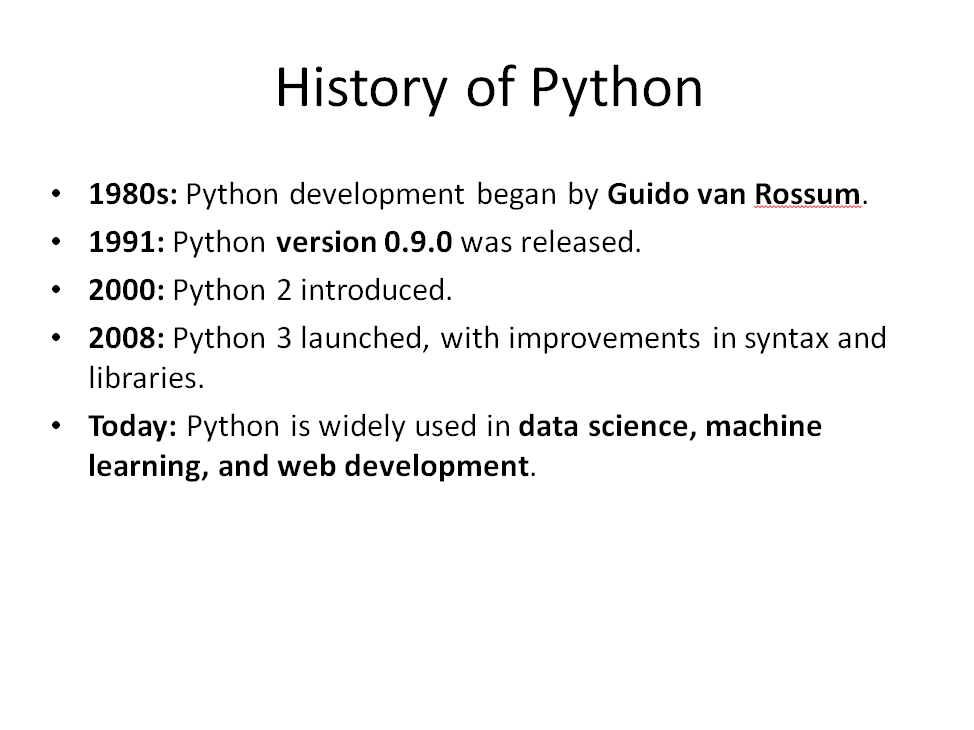 History of Python
• 1980s: Python development began by Guido van Rossum.
• 1991: Python version 0.9.0 was released.
• 2000: Python 2 introduced.
• 2008: Python 3 launched, with improvements in syntax and
libraries.
• Today: Python is widely used in data science, machine
learning, and web development.